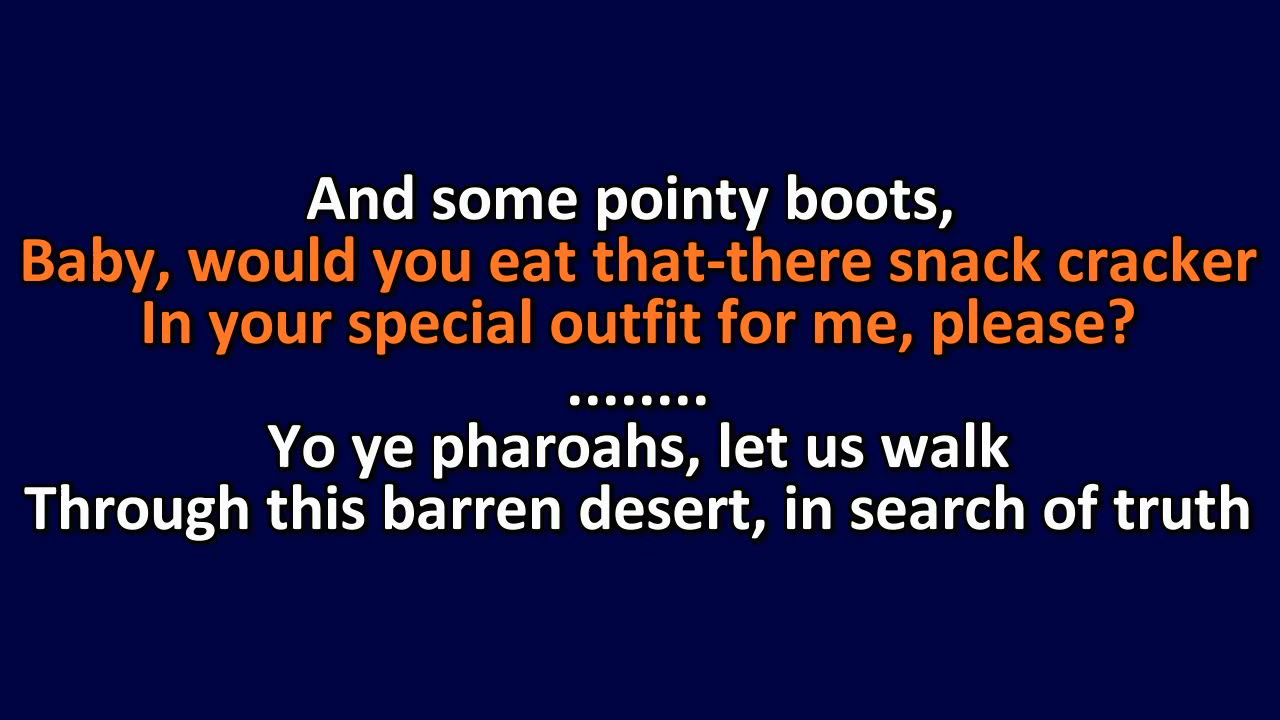 And some pointy boots,
Baby, would you eat that-there snack cracker
In your special outfit for me, please?
........
Yo ye pharoahs, let us walk
Through this barren desert, in search of truth